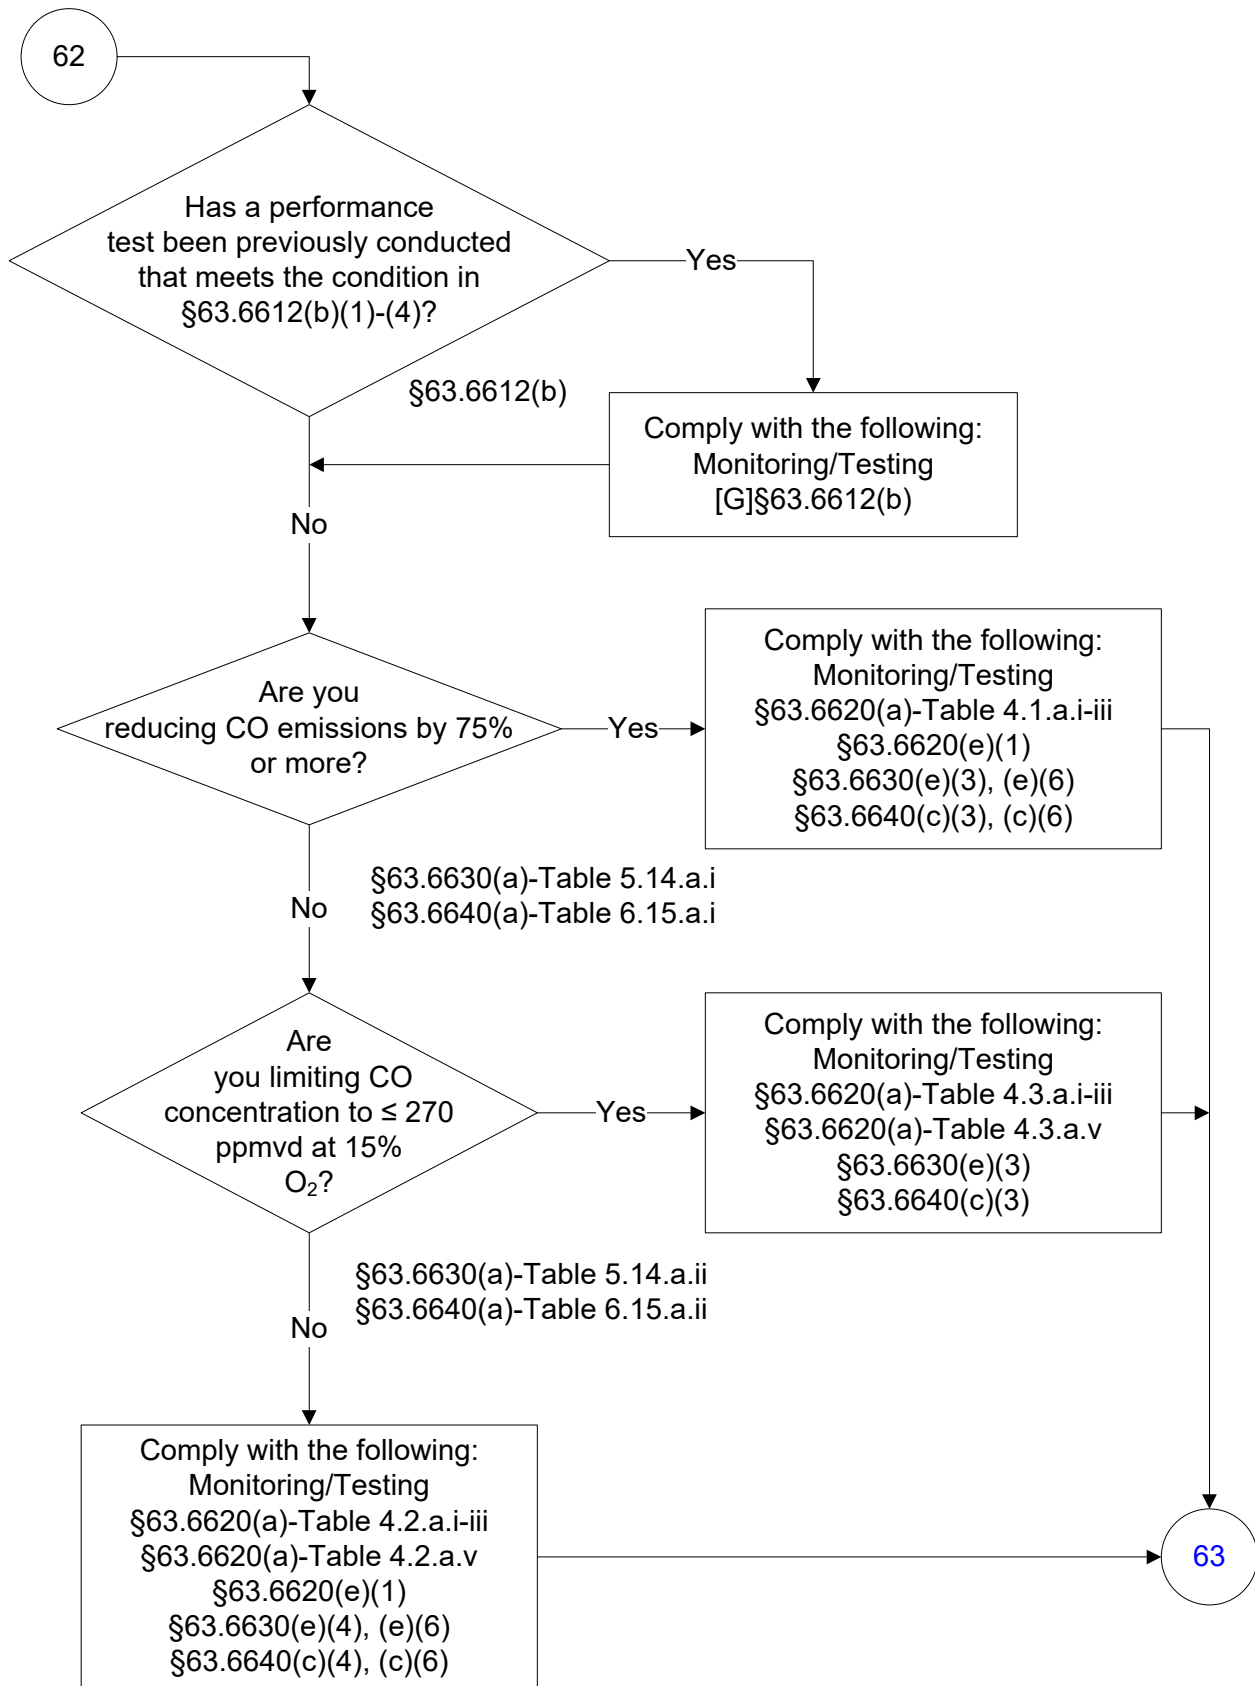 62
Has a performance
test been previously conducted
that meets the condition in
§63.6612(b)(1)-(4)?
Yes
§63.6612(b)
Comply with the following:
Monitoring/Testing
[G]§63.6612(b)
No
Are you
reducing CO emissions by 75%
or more?
Yes
Comply with the following:
Monitoring/Testing
§63.6620(a)-Table 4.1.a.i-iii
§63.6620(e)(1)
§63.6630(e)(3), (e)(6)
§63.6640(c)(3), (c)(6)
No
§63.6630(a)-Table 5.14.a.i
§63.6640(a)-Table 6.15.a.i
Are
you limiting CO
concentration to ≤ 270
ppmvd at 15%
O₂?
Yes
Comply with the following:
Monitoring/Testing
§63.6620(a)-Table 4.3.a.i-iii
§63.6620(a)-Table 4.3.a.v
§63.6630(e)(3)
§63.6640(c)(3)
No
§63.6630(a)-Table 5.14.a.ii
§63.6640(a)-Table 6.15.a.ii
Comply with the following:
Monitoring/Testing
§63.6620(a)-Table 4.2.a.i-iii
§63.6620(a)-Table 4.2.a.v
§63.6620(e)(1)
§63.6630(e)(4), (e)(6)
§63.6640(c)(4), (c)(6)
63